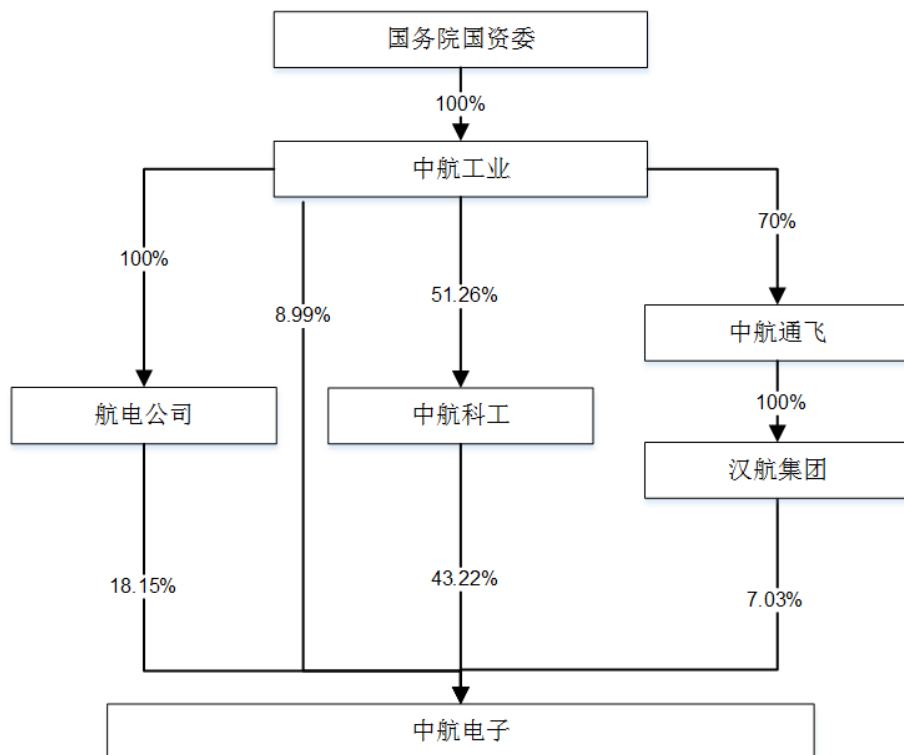 国务院国资委
100%
中航工业
70%
100%
51.26%
8.99%
中航通飞
100%
航电公司
中航科工
汉航集团
18.15%
43.22%
7.03%
中航电子